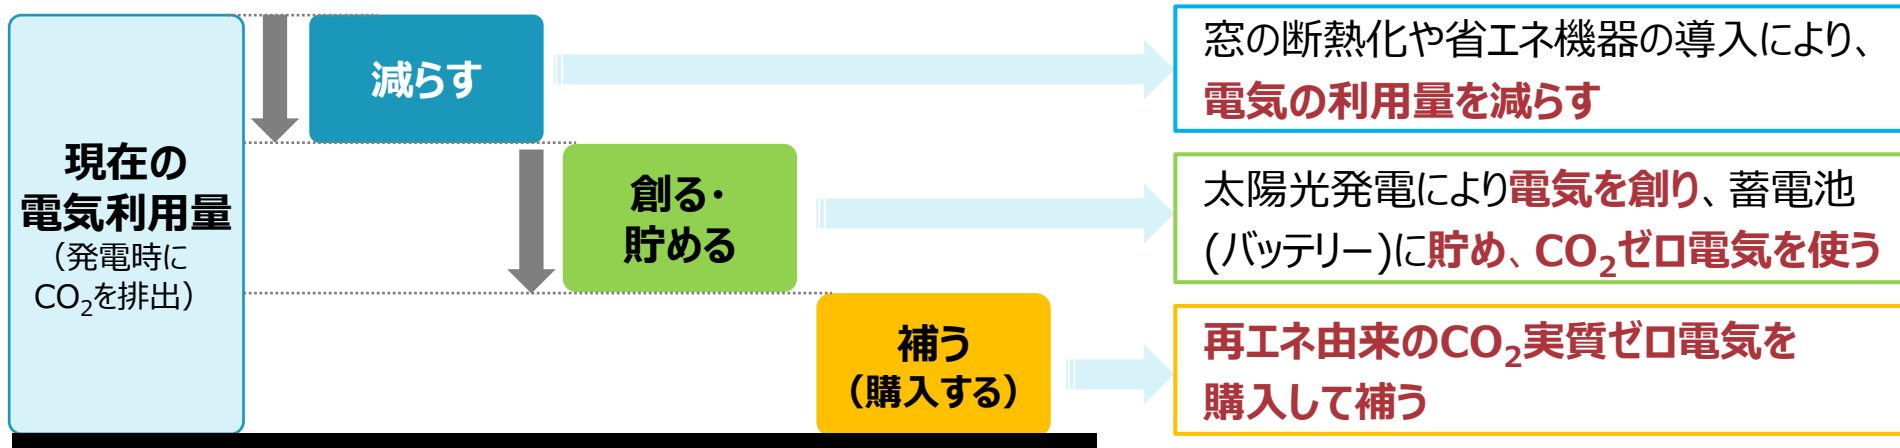 現在の
電気利用量
（発電時に
CO₂を排出）
減らす
窓の断熱化や省エネ機器の導入により、
電気の利用量を減らす
創る・
貯める
太陽光発電により電気を創り、蓄電池
(バッテリー)に貯め、CO₂ゼロ電気を使う
補う
（購入する）
再エネ由来のCO₂実質ゼロ電気を
購入して補う